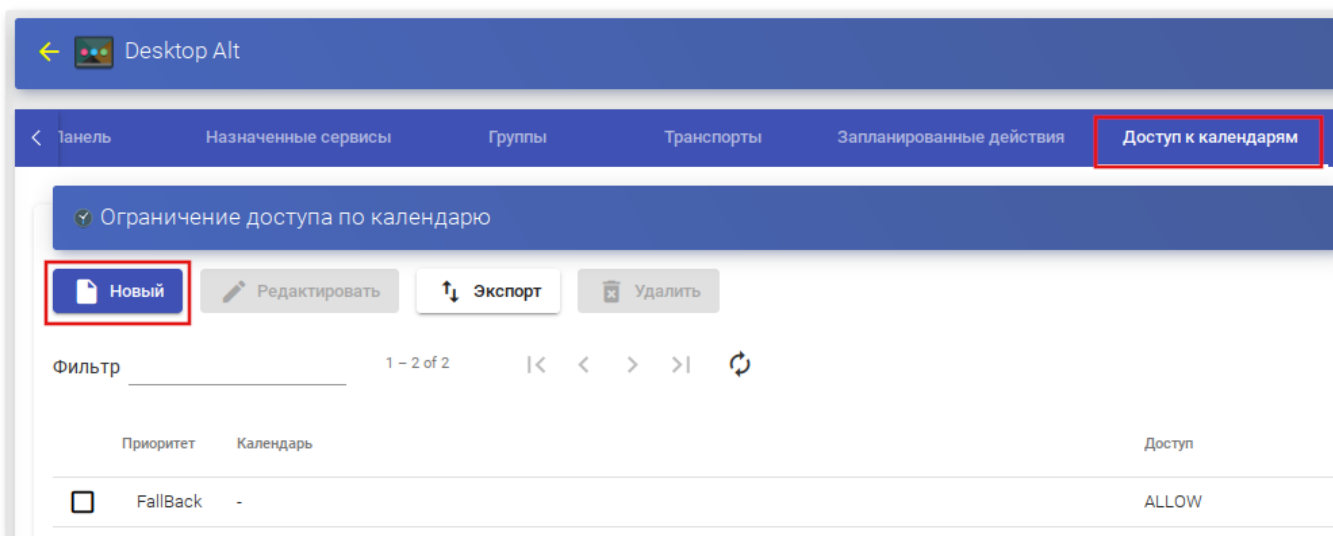 Desktop Alt
Панель Назначенные сервисы Группы Транспорты Запланированные действия Доступ к календарям
Ограничение доступа по календарю
Новый Редактировать Экспорт Удалить
Фильтр 1 – 2 of 2
Приоритет Календарь Доступ
FallBack - ALLOW